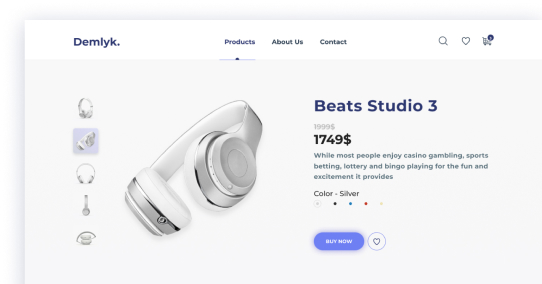 Demlyk.
Products About Us Contact
Beats Studio 3
1999$
1749$
While most people enjoy casino gambling, sports
betting, lottery and bingo playing for the fun and
excitement it provides
Color - Silver
BUY NOW